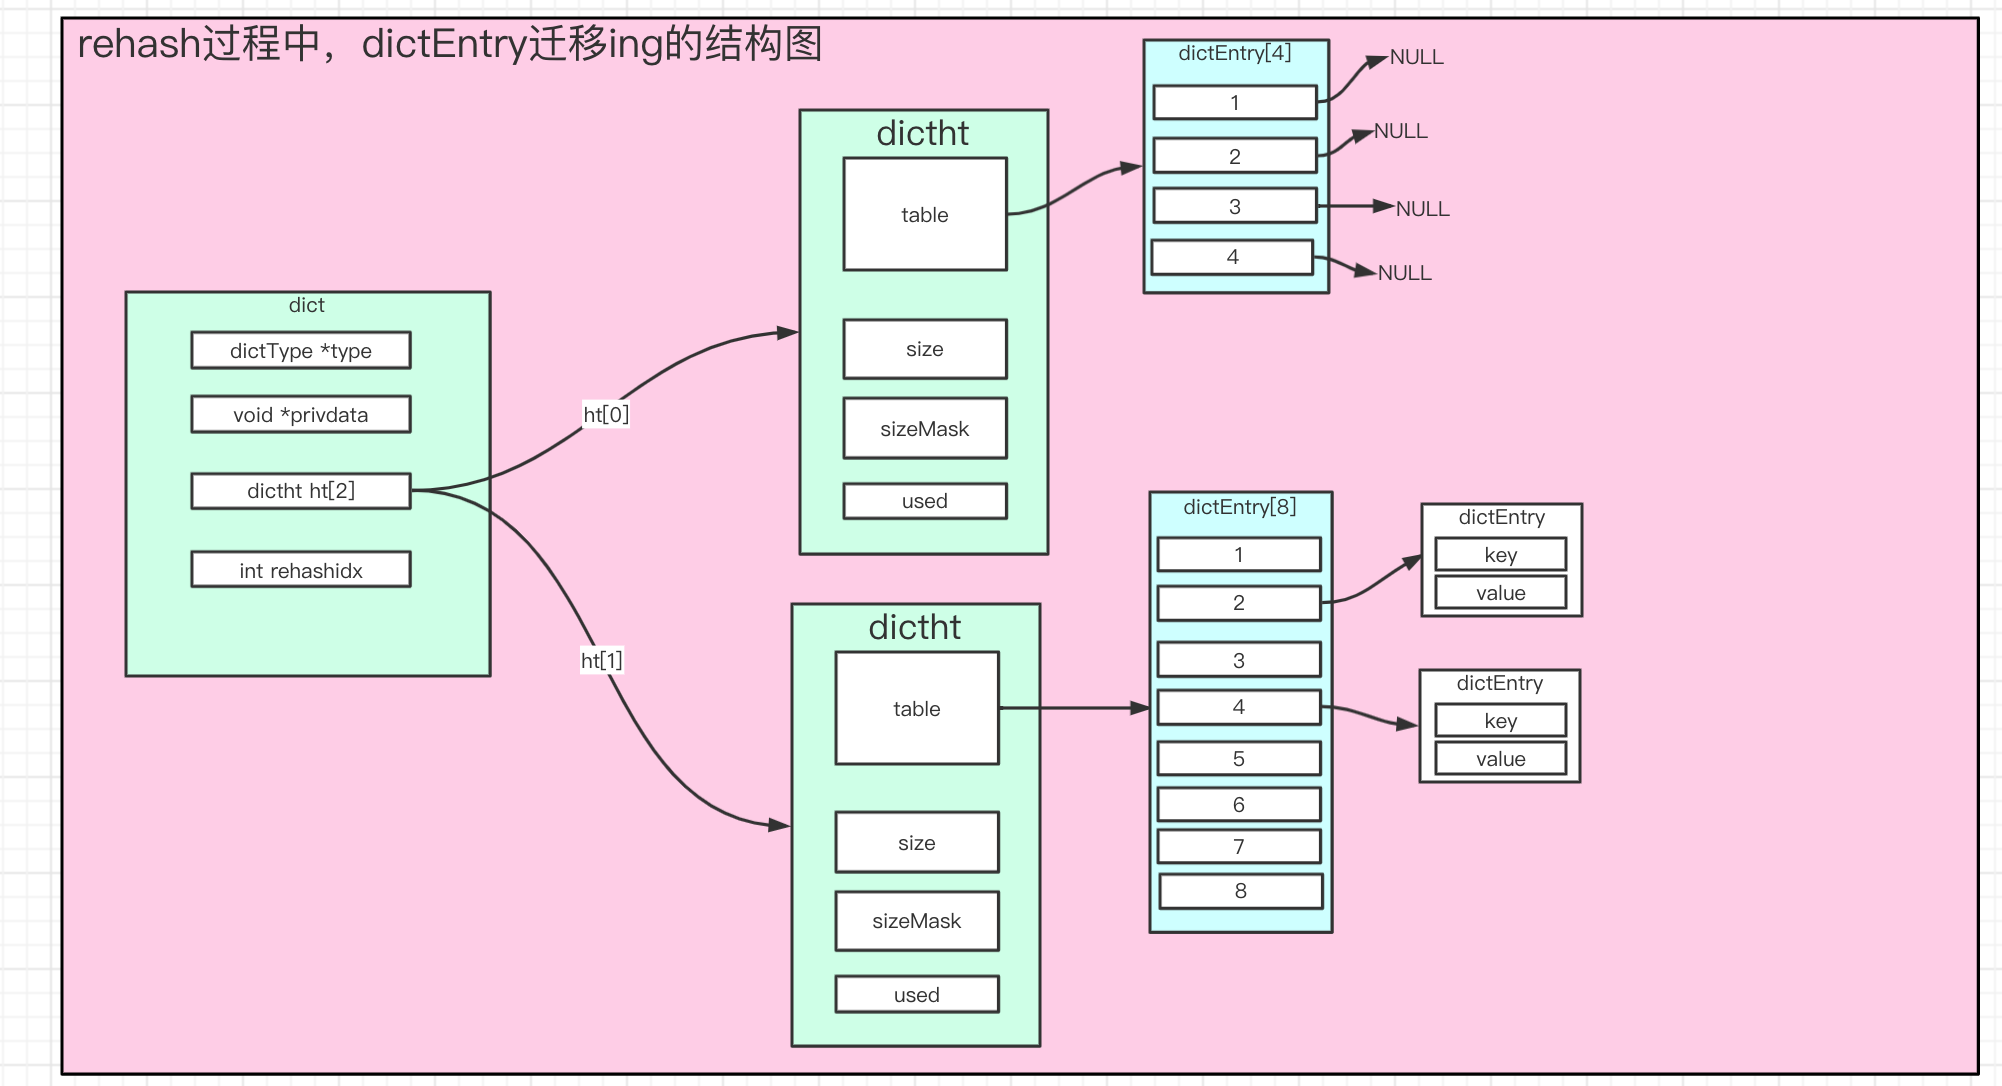 rehash过程中，dictEntry迁移ing的结构图
dict
dictType *type
void *privdata
dictht ht[2]
int rehashidx
ht[0]
ht[1]
dictht
table
size
sizeMask
used
dictEntry[4]
1
2
3
4
NULL
NULL
NULL
NULL
dictht
table
size
sizeMask
used
dictEntry[8]
1
2
3
4
5
6
7
8
dictEntry
key
value
dictEntry
key
value